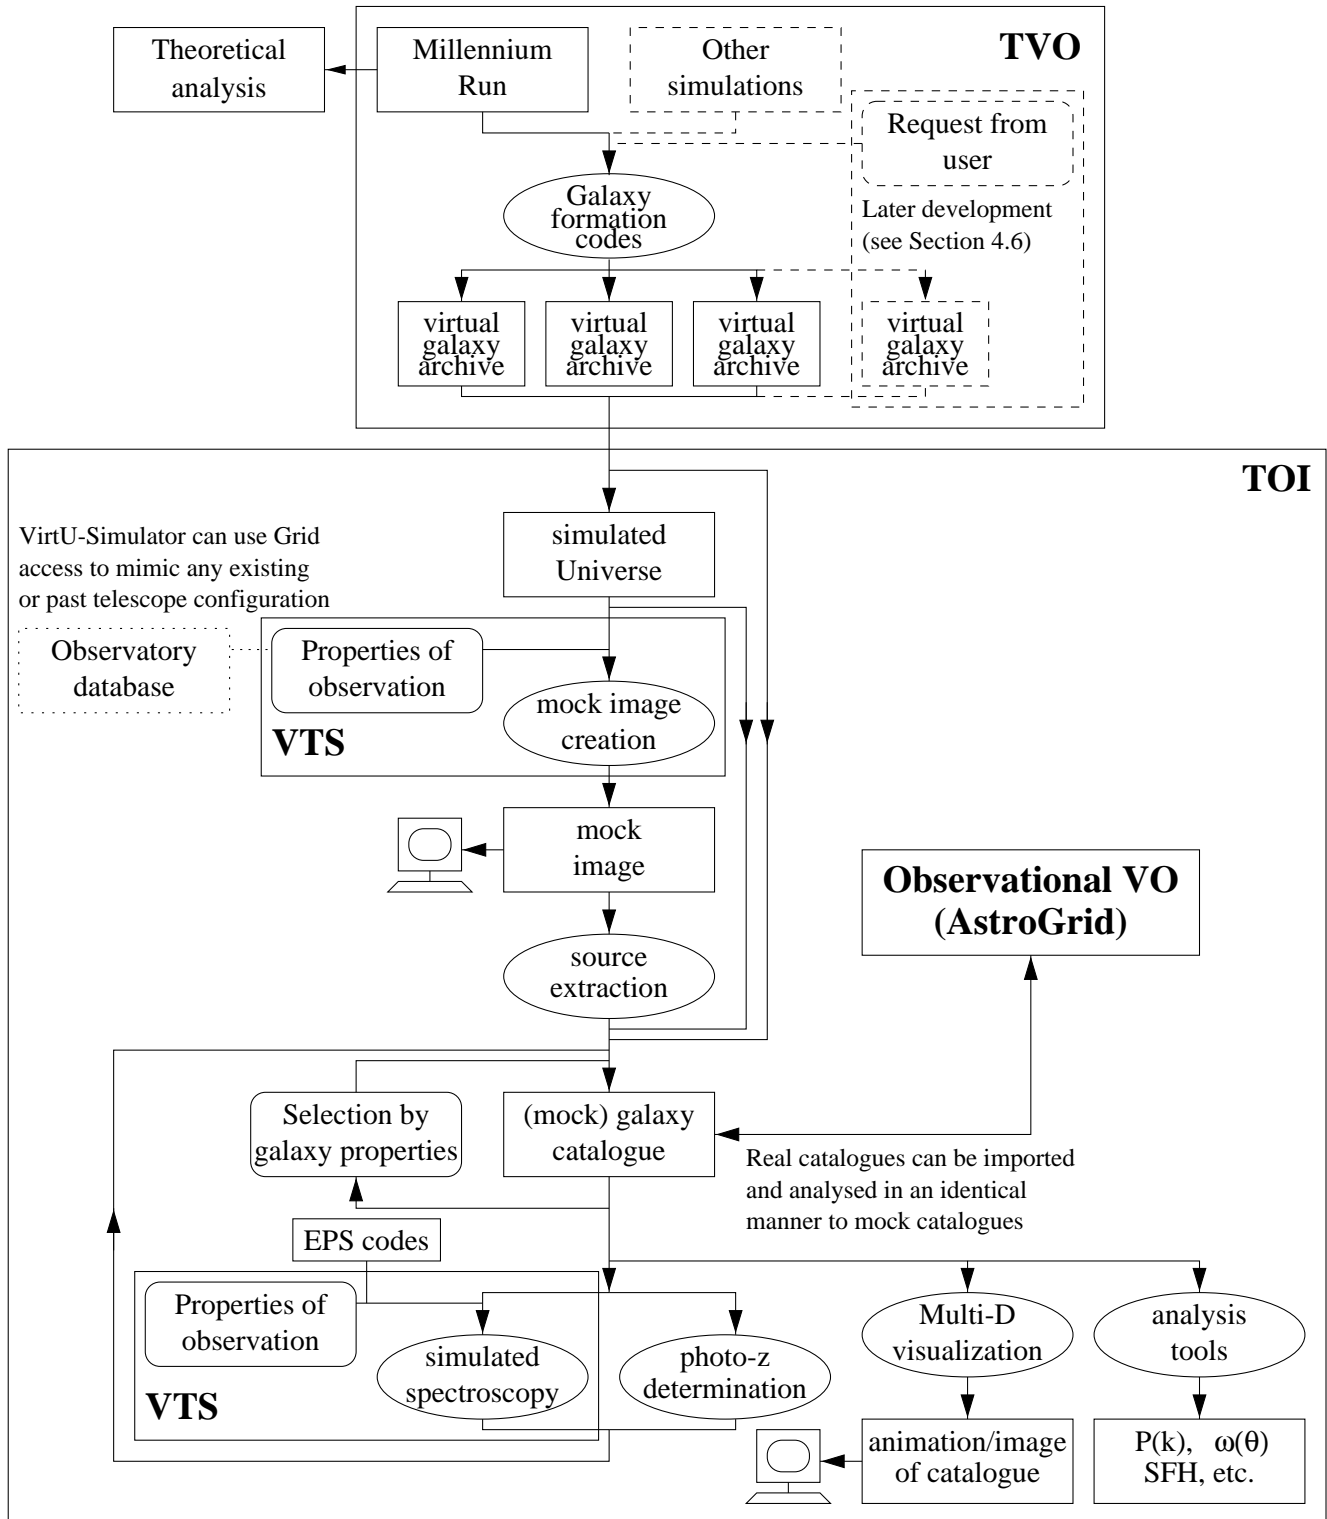 TVO
Theoretical
analysis
Millennium
Run
Other
simulations
Request from
user
Later development
(see Section 4.6)
Galaxy
formation
codes
virtual
galaxy
archive
virtual
galaxy
archive
virtual
galaxy
archive
virtual
galaxy
archive
TOI
simulated
Universe
VirtU-Simulator can use Grid
access to mimic any existing
or past telescope configuration
Observatory
database
Properties of
observation
mock image
creation
VTS
mock
image
Observational VO
(AstroGrid)
source
extraction
Selection by
galaxy properties
(mock) galaxy
catalogue
Real catalogues can be imported
and analysed in an identical
manner to mock catalogues
EPS codes
Properties of
observation
simulated
spectroscopy
VTS
photo-z
determination
Multi-D
visualization
analysis
tools
animation/image
of catalogue
P(k), ω(θ)
SFH, etc.